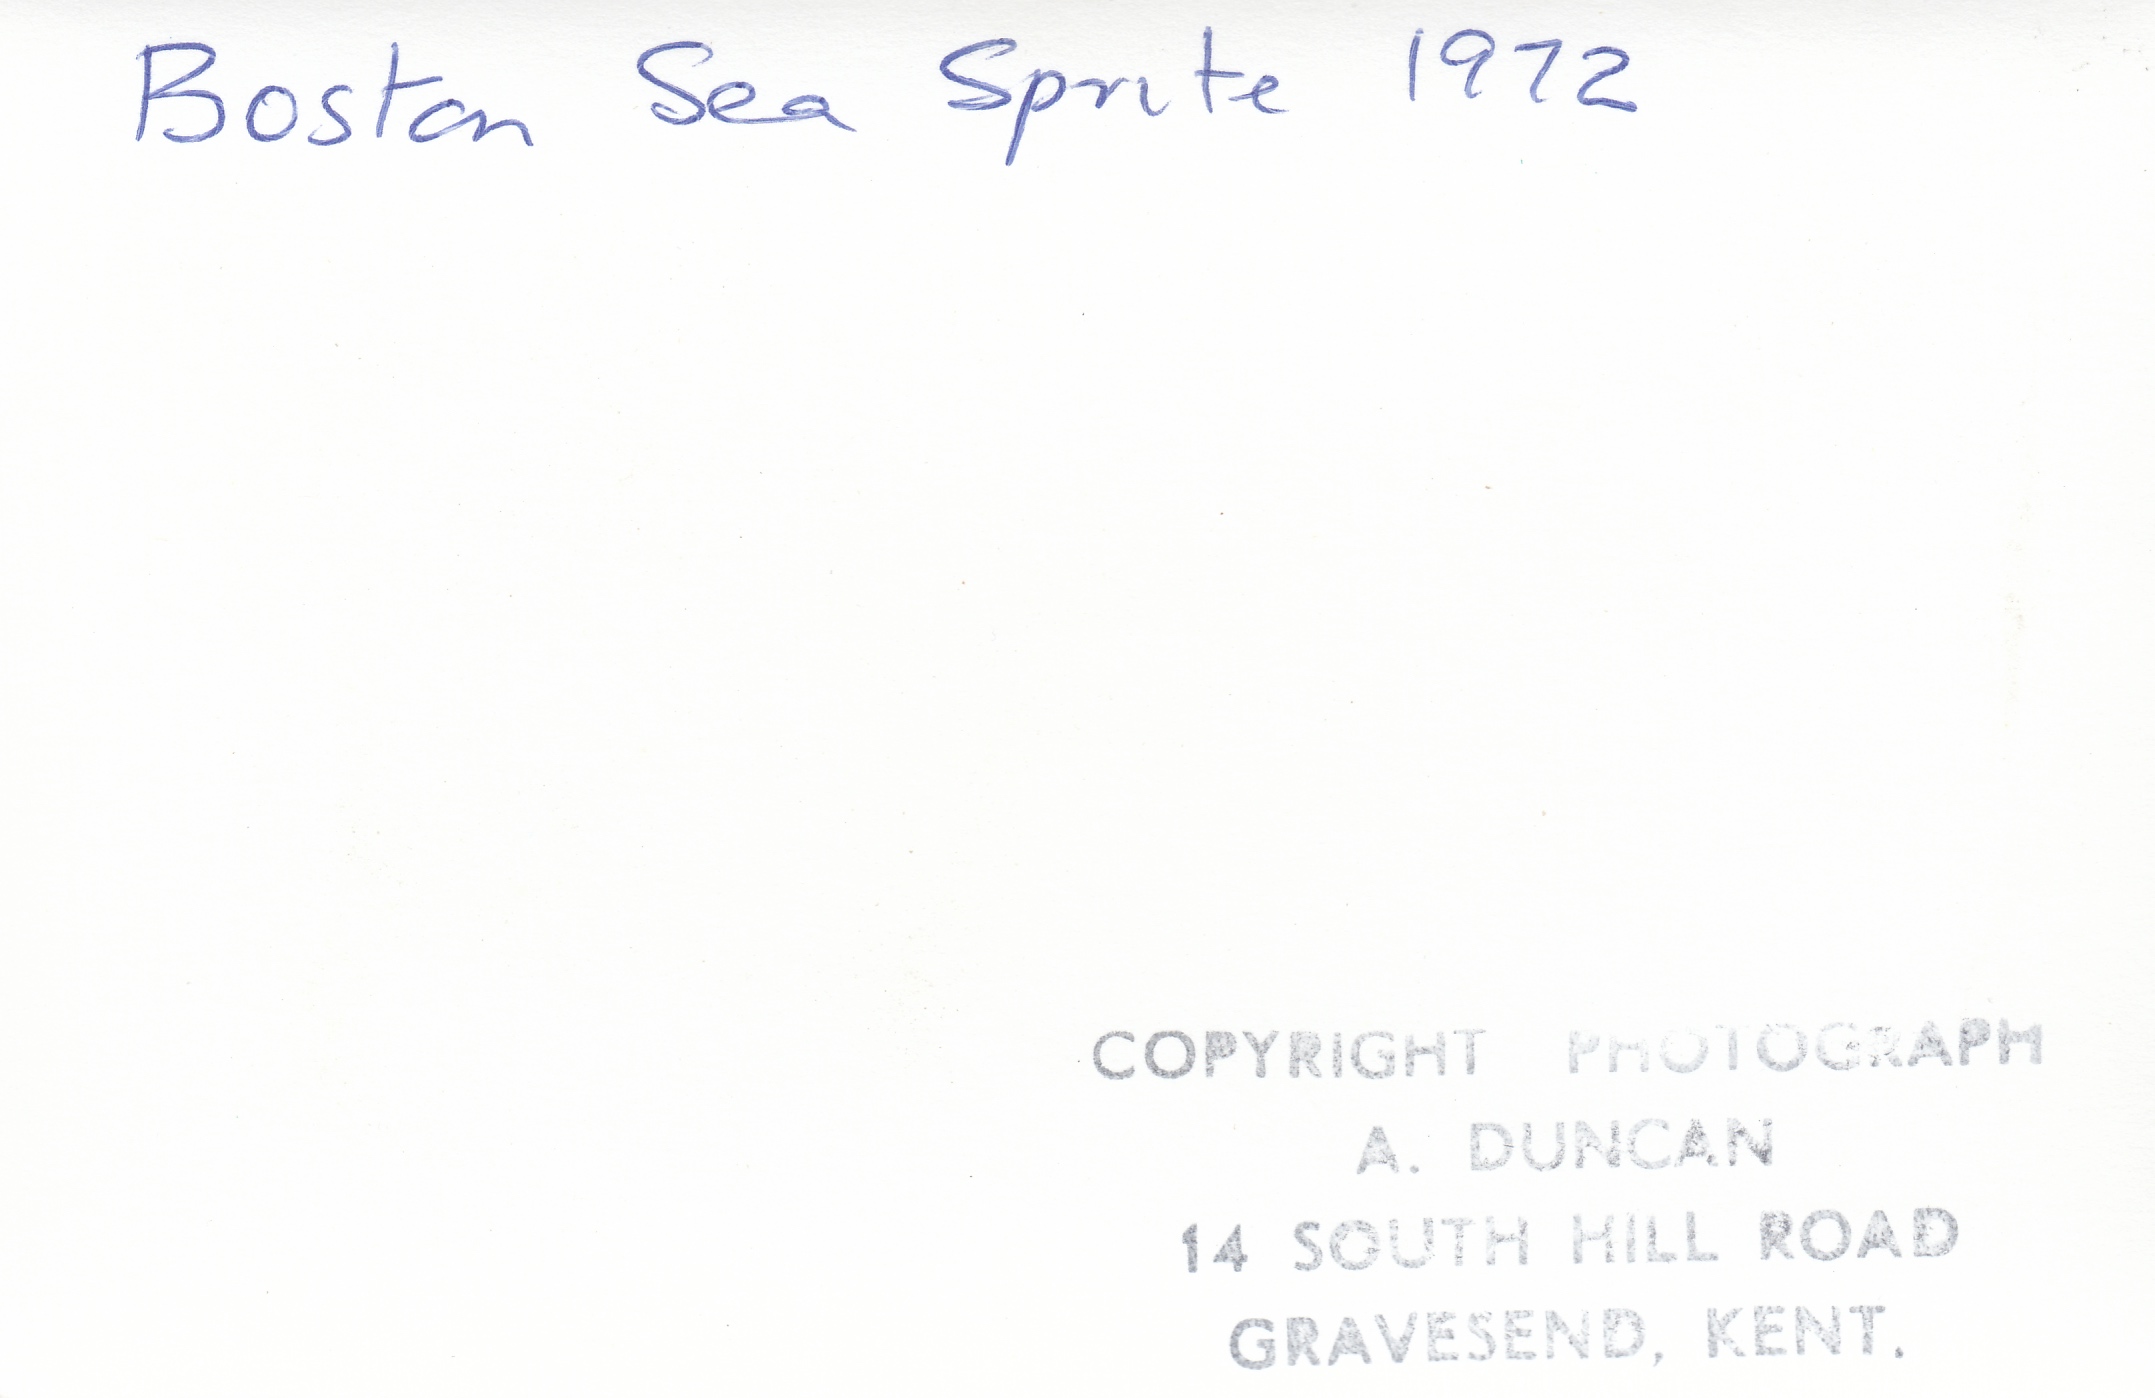 Boston Sea Sprite 1972
COPYRIGHT PHOTOGRAPH
A. DUNCAN
14 SOUTH HILL ROAD
GRAVESEND, KENT.